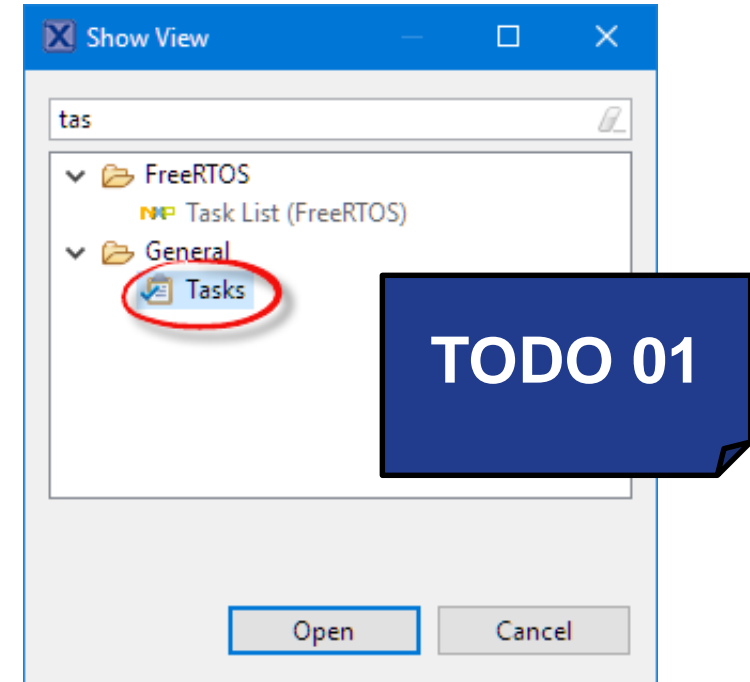 Show View
tas
FreeRTOS
NXP Task List (FreeRTOS)
General
Tasks
TODO 01
Open
Cancel